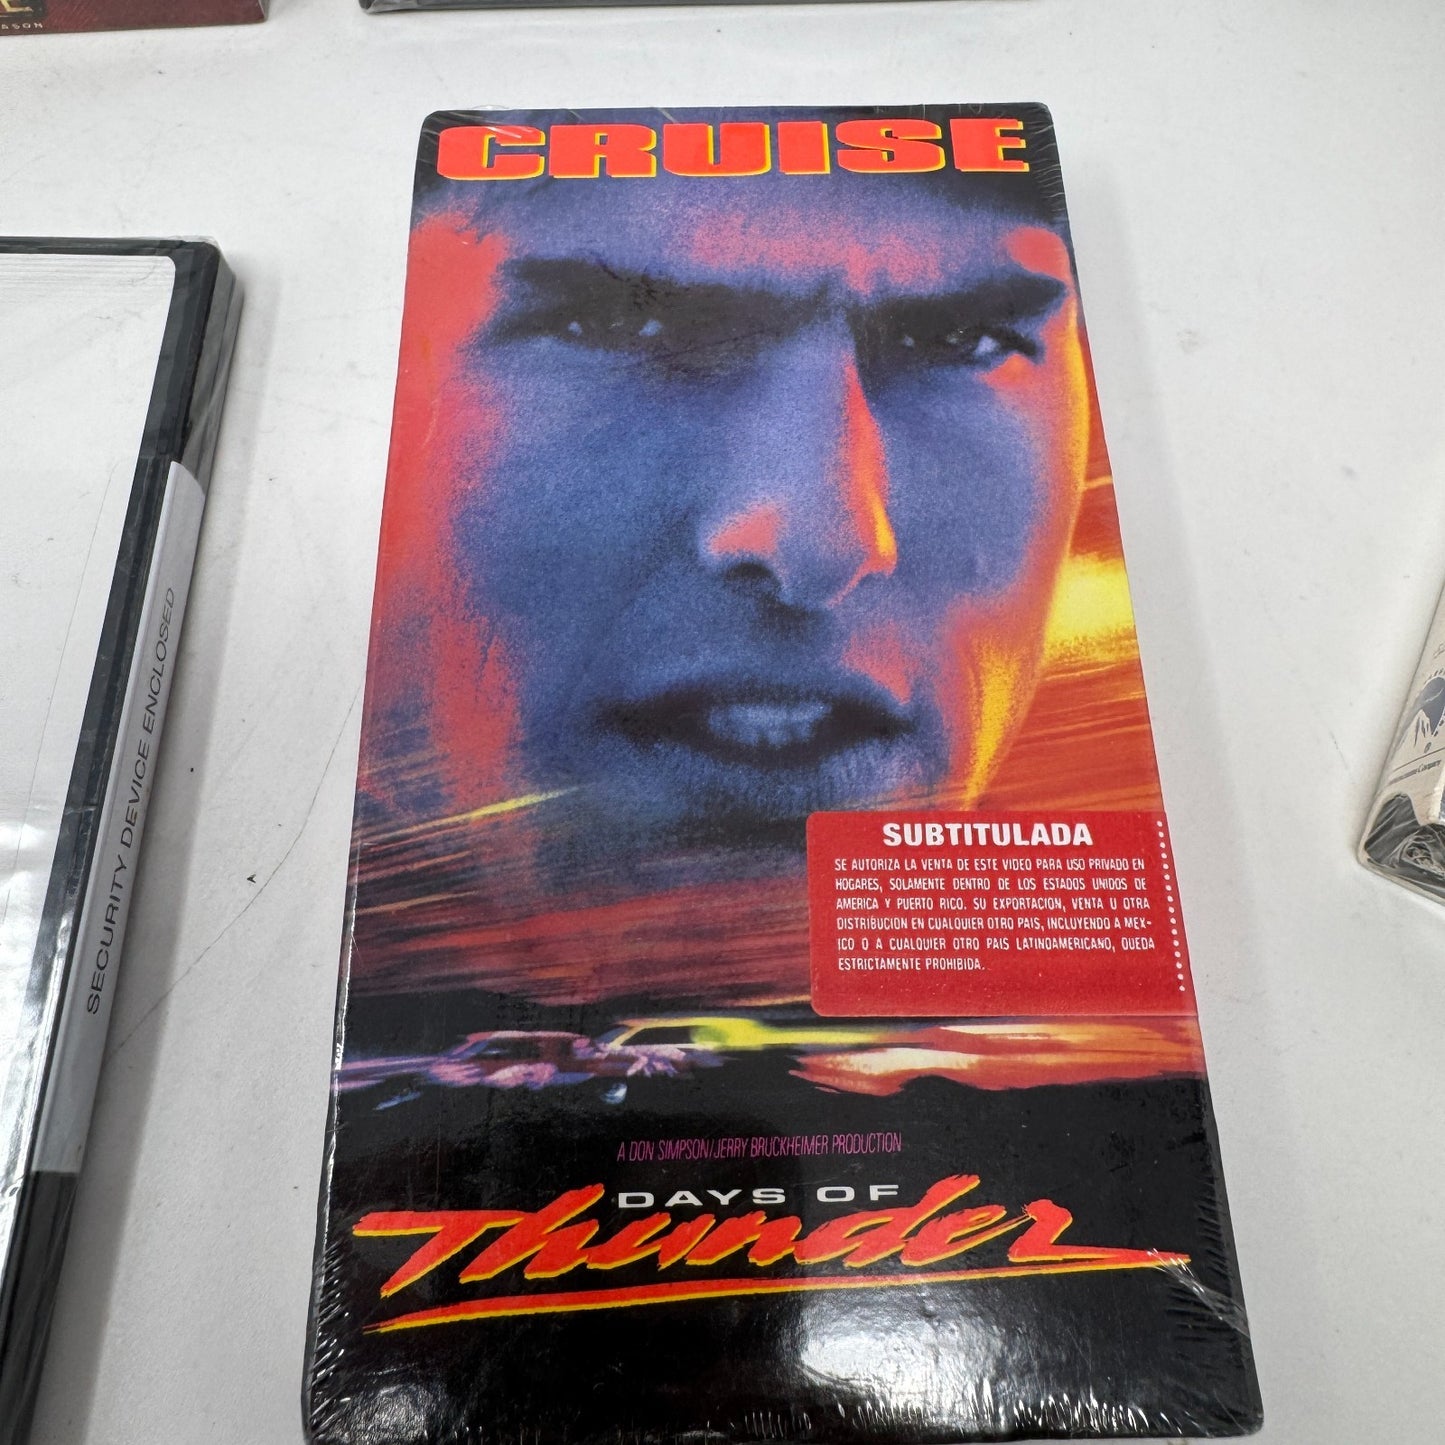 ASON
CRUISE
SECURITY DEVICE ENCLOSED
SUBTITULADA
SE AUTORIZA LA VENTA DE ESTE VIDEO PARA USO PRIVADO EN
HOGARES, SOLAMENTE DENTRO DE LOS ESTADOS UNIDOS DE
AMERICA Y PUERTO RICO. SU EXPORTACION, VENTA U OTRA
DISTRIBUCION EN CUALQUIER OTRO PAIS, INCLUYENDO A MEX-
ICO O A CUALQUIER OTRO PAIS LATINOAMERICANO, QUEDA
ESTRICTAMENTE PROHIBIDA.
A DON SIMPSON/JERRY BRUCKHEIMER PRODUCTION
DAYS OF
Thunder